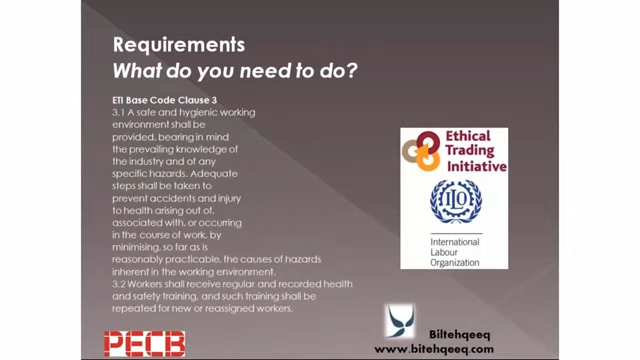 Requirements
What do you need to do?
ETI Base Code Clause 3
3.1 A safe and hygienic working
environment shall be
provided, bearing in mind
the prevailing knowledge of
the industry and of any
specific hazards. Adequate
steps shall be taken to
prevent accidents and injury
to health arising out of,
associated with, or occurring
in the course of work, by
minimising, so far as is
reasonably practicable, the causes of hazards
inherent in the working environment.
3.2 Workers shall receive regular and recorded health
and safety training, and such training shall be
repeated for new or reassigned workers.
Ethical
Trading
Initiative
ILO
International
Labour
Organization
PECB
Biltehqeeq
www.bitehqeeq.com